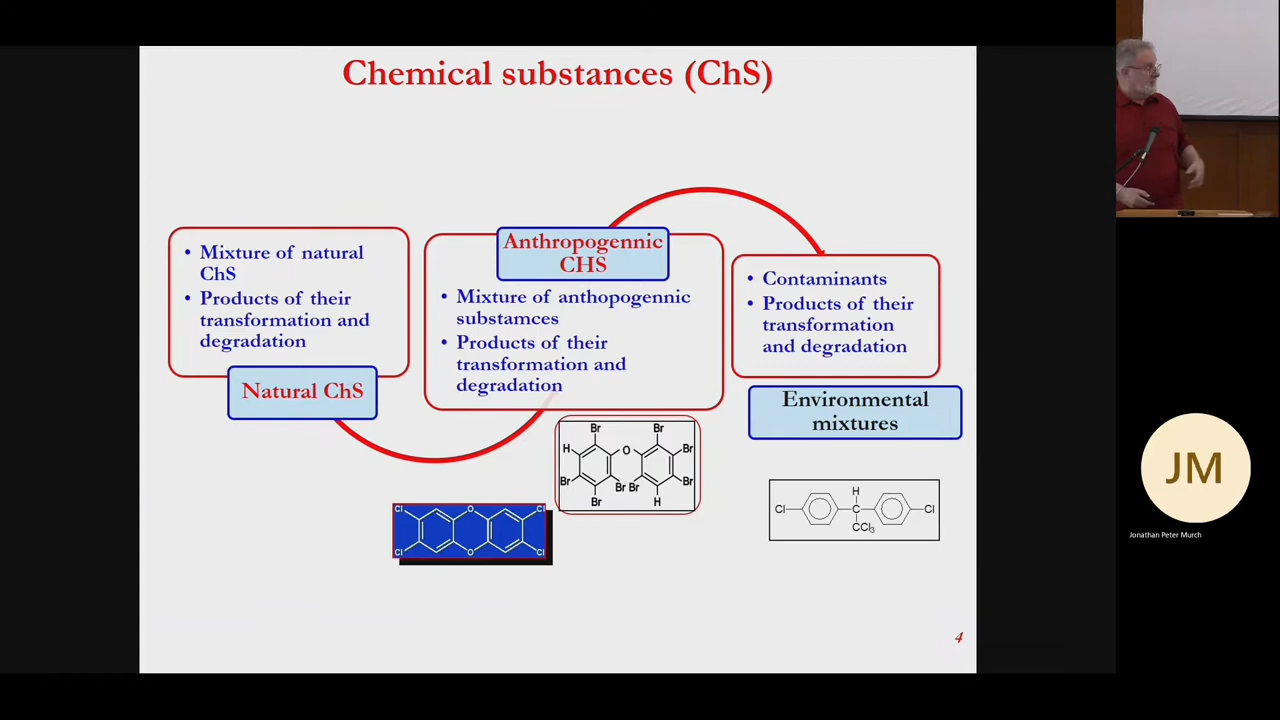 Chemical substances (ChS)
• Mixture of natural
ChS
• Products of their
transformation and
degradation
Natural ChS
Anthropogennic
CHS
• Mixture of anthopogennic
substamces
• Products of their
transformation and
degradation
• Contaminants
• Products of their
transformation
and degradation
Environmental
mixtures
Br
Br
H
O
Br
Br
Br
Br
Br
Br
H
Cl
O
Cl
Cl
O
Cl
H
Cl
C
Cl
CCl3
4
JM
Jonathan Peter Murch